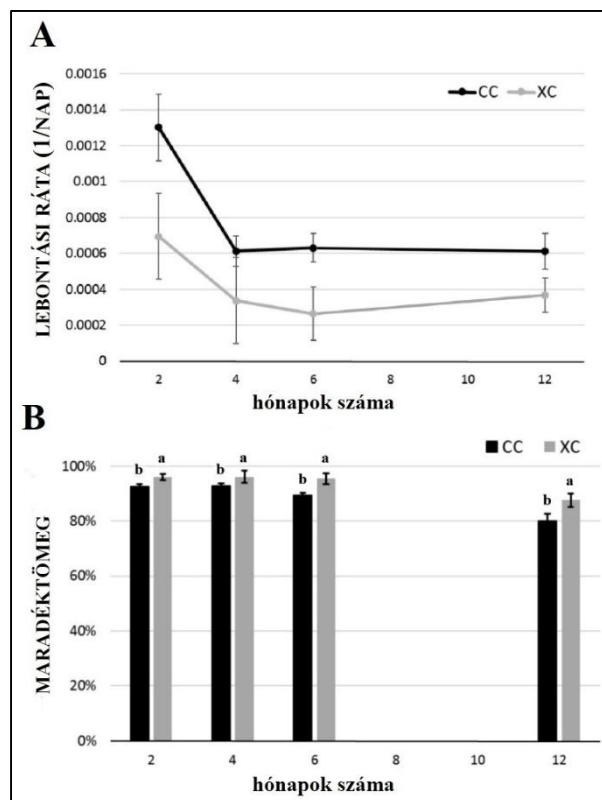 A
LEBONTÁSI RÁTA (1/NAP)
0.0016
0.0014
0.0012
0.001
0.0008
0.0006
0.0004
0.0002
0
CC XC
2 4 6 8 10 12
hónapok száma
B
MARADÉKTÖMEG
CC XC
100%
80%
60%
40%
20%
0%
b a b a b a b a
2 4 6 8 10 12
hónapok száma